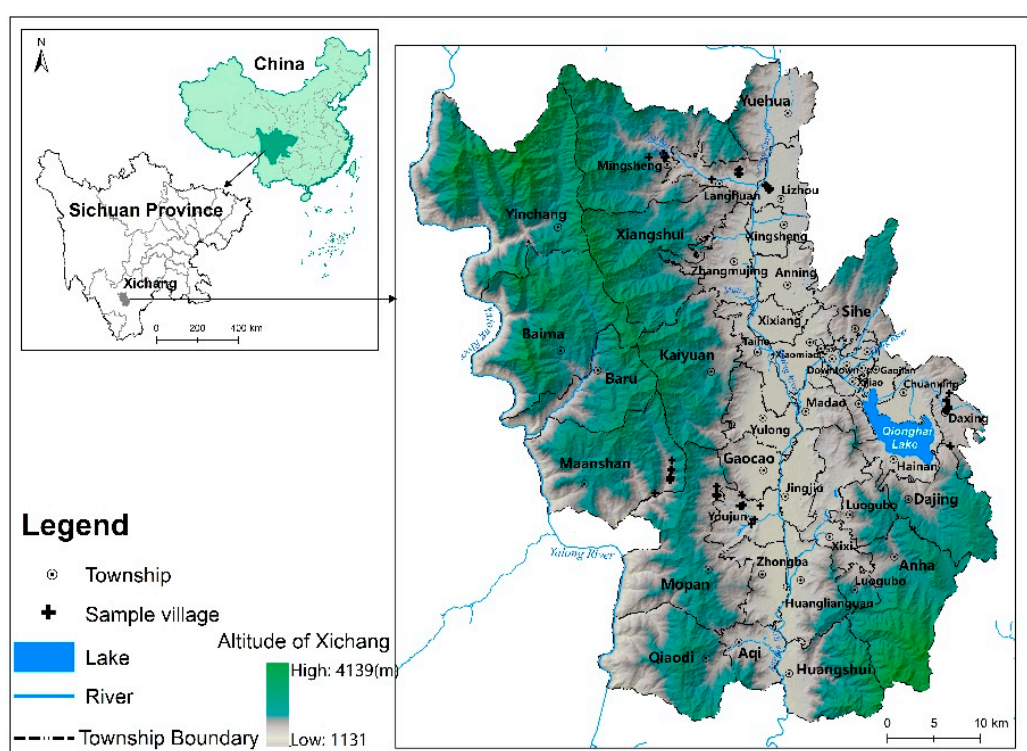 N
China
Sichuan Province
Xichang
0 200 400 km
Legend
Township
Sample village
Lake
River
Township Boundary
Altitude of Xichang
High: 4139(m)
Low: 1131
Yuehua
Mingsheng
Langhuan
Lizhou
Yinchang
Xiangshui
Xingsheng
Zhangmujing
Anning
Xixiang
Sihe
Baima
Taihe
Xiaomiao
Kaiyuan
Baru
Downtown
Gaojian
Chuanxing
Madao
Daxing
Yulong
Qionghai
Lake
Maanshan
Gaocao
Hainan
Jingjiu
Dajing
Youjun
Luogubo
Yalong River
Xixi
Anha
Zhongba
Mopan
Luogubo
Huanglianguan
Qiaodi
Aqi
Huangshui
0 5 10 km